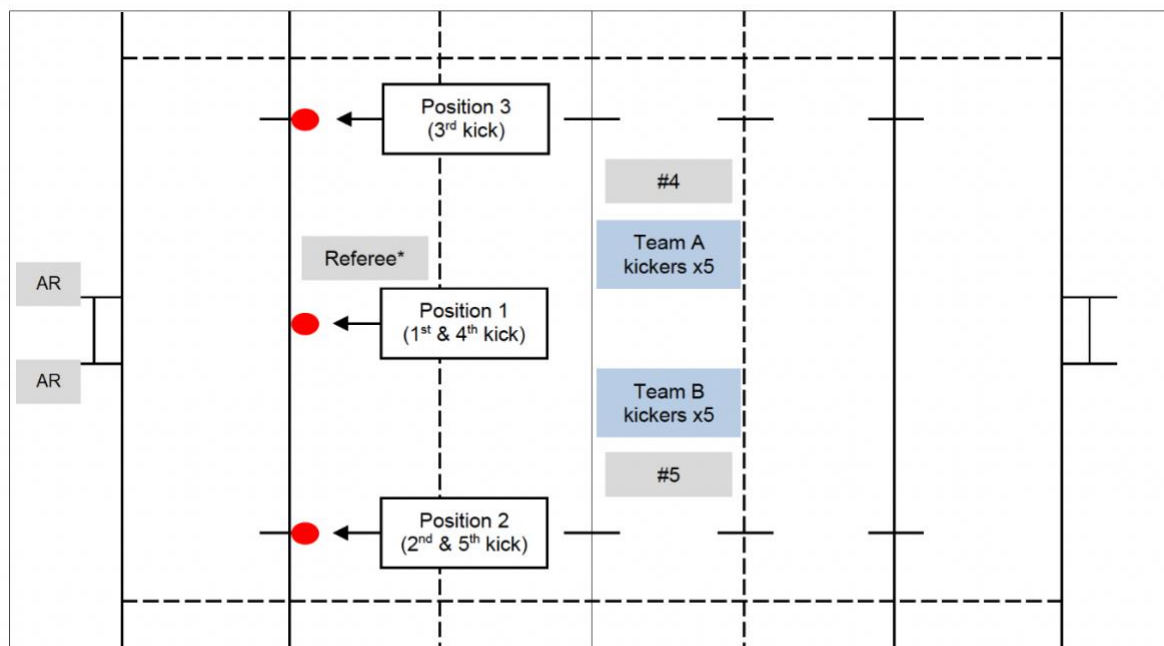 Position 3
(3rd kick)
#4
Team A
kickers x5
Referee*
AR
Position 1
(1st & 4th kick)
AR
Team B
kickers x5
#5
Position 2
(2nd & 5th kick)